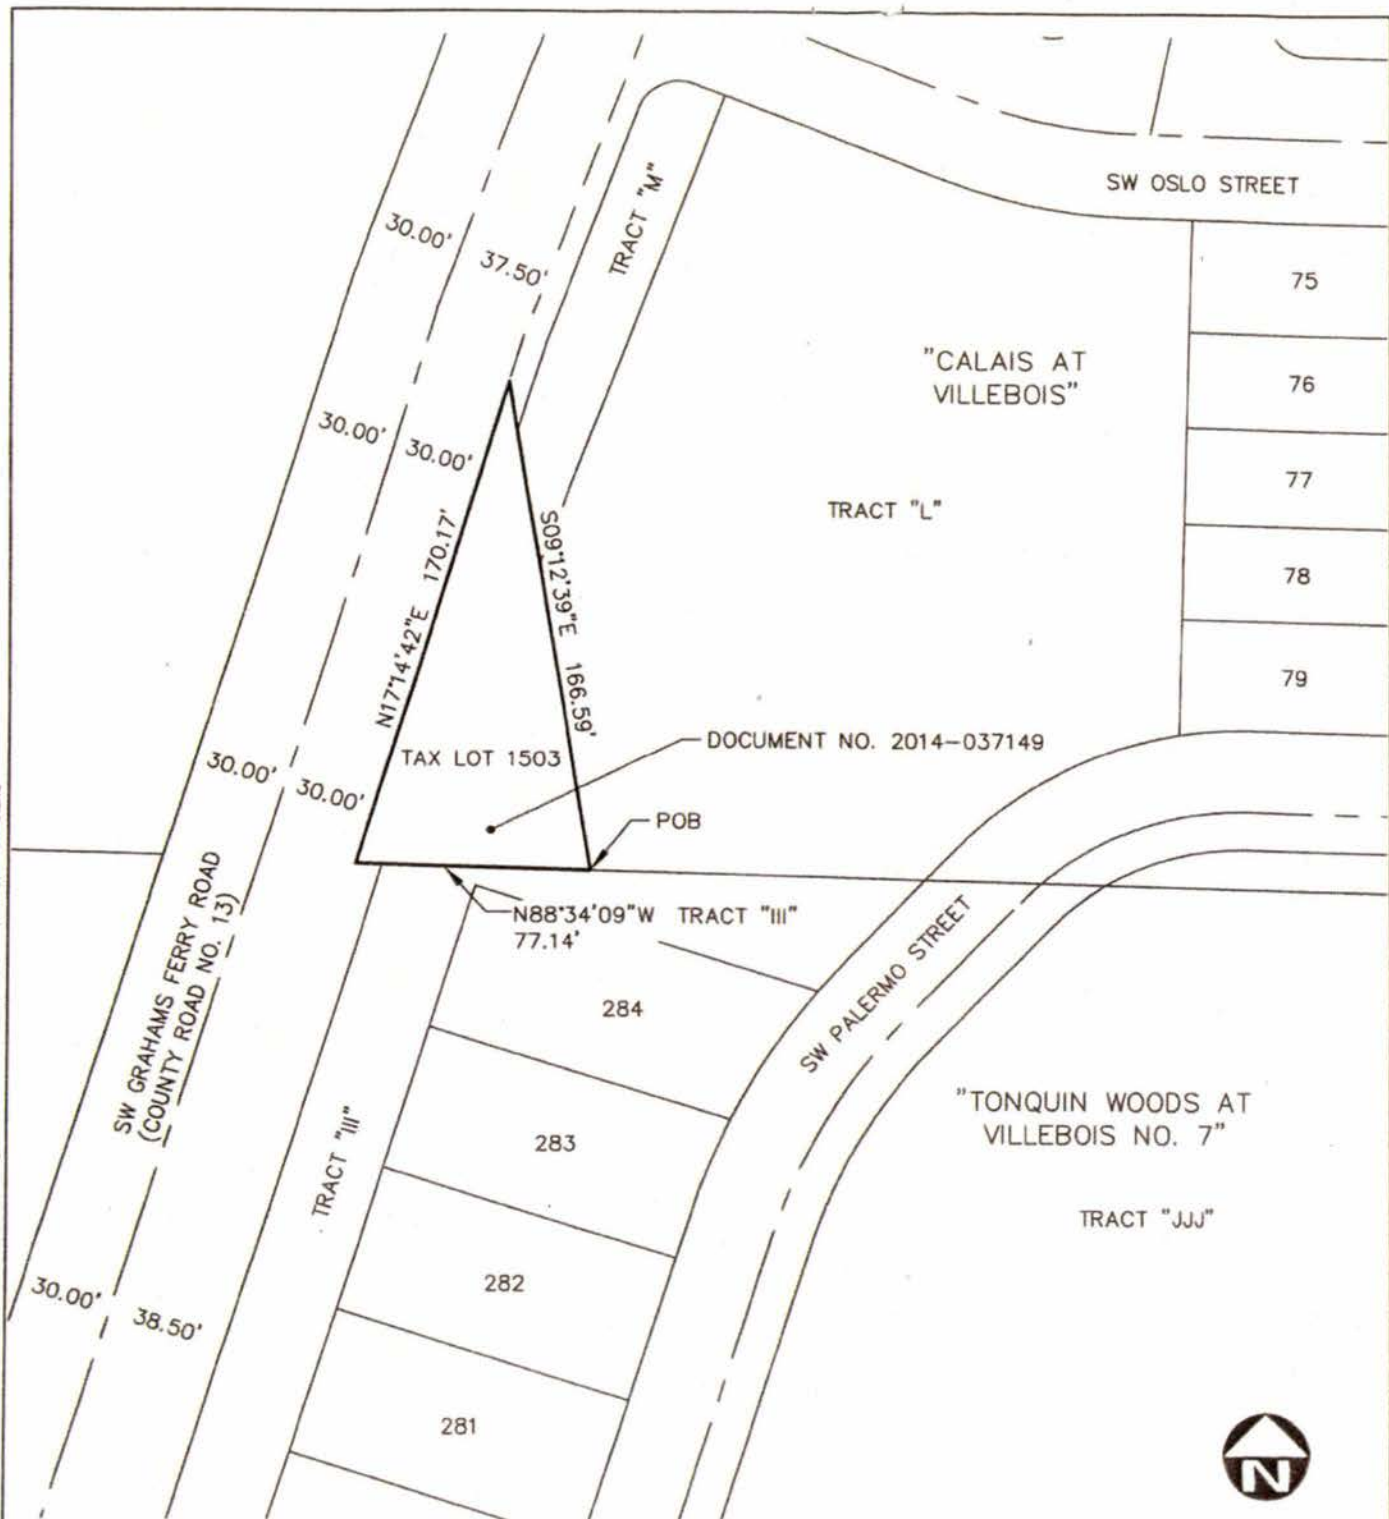 SW OSLO STREET
TRACT "M"
30.00'
37.50'
75
"CALAIS AT
VILLEBOIS"
76
30.00'
30.00'
77
TRACT "L"
N17°14'42"E 170.17'
S09°12'39"E 166.59'
78
79
DOCUMENT NO. 2014-037149
TAX LOT 1503
30.00'
30.00'
POB
N88°34'09"W TRACT "III"
77.14'
SW GRAHAMS FERRY ROAD
(COUNTY ROAD NO. 13)
284
SW PALERMO STREET
283
"TONQUIN WOODS AT
VILLEBOIS NO. 7"
TRACT "III"
TRACT "JJJ"
282
30.00'
38.50'
281
N